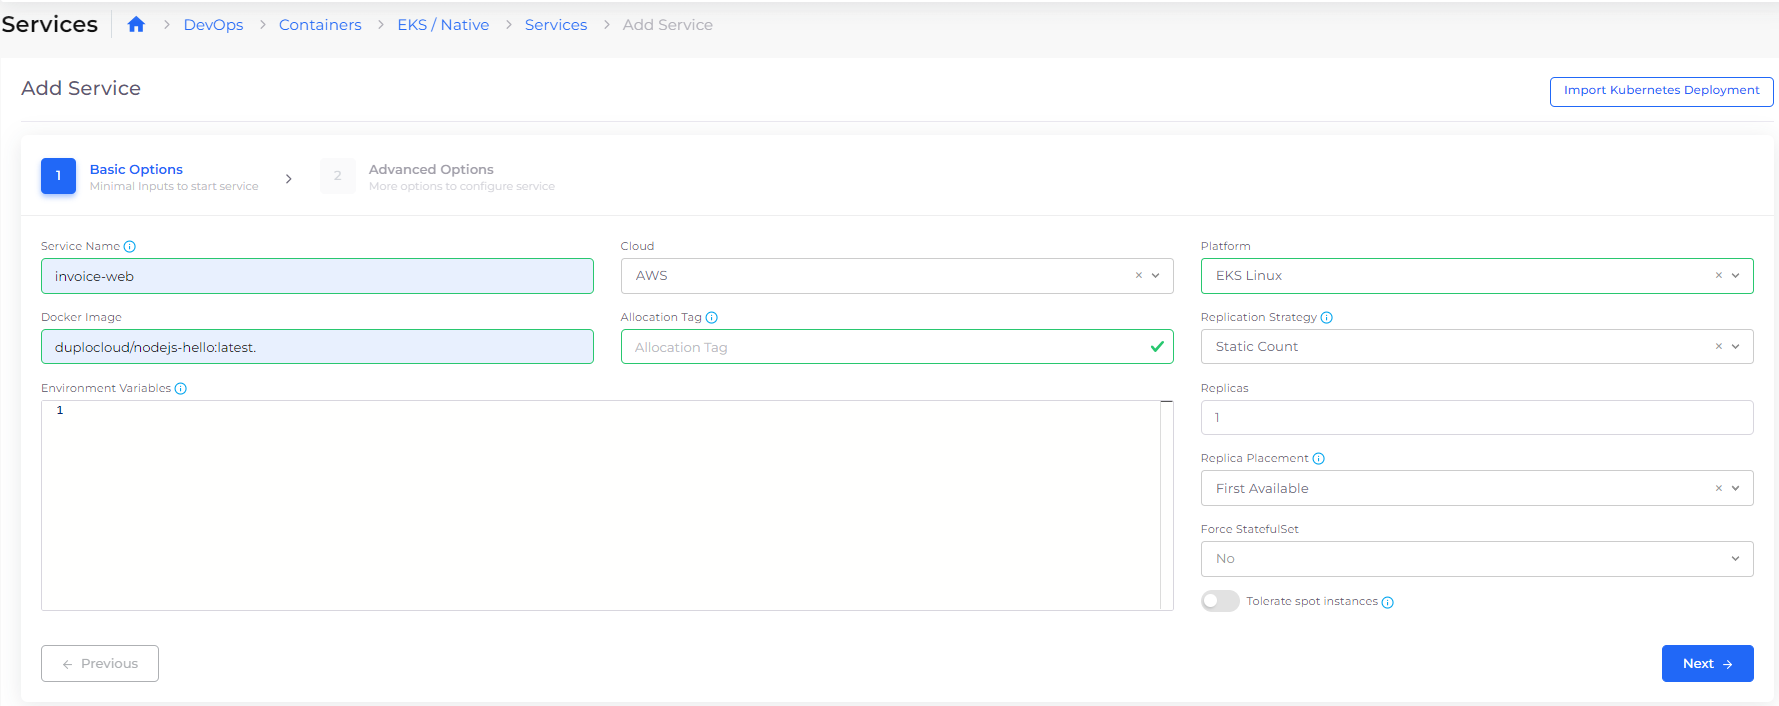 Services
DevOps > Containers > EKS / Native > Services > Add Service
Add Service
Import Kubernetes Deployment
1
Basic Options
Minimal Inputs to start service
2
Advanced Options
More options to configure service
Service Name
invoice-web
Cloud
AWS
Platform
EKS Linux
Docker Image
duplocloud/nodejs-hello:latest.
Allocation Tag
Allocation Tag
Replication Strategy
Static Count
Environment Variables
1
Replicas
1
Replica Placement
First Available
Force StatefulSet
No
Tolerate spot instances
← Previous
Next →